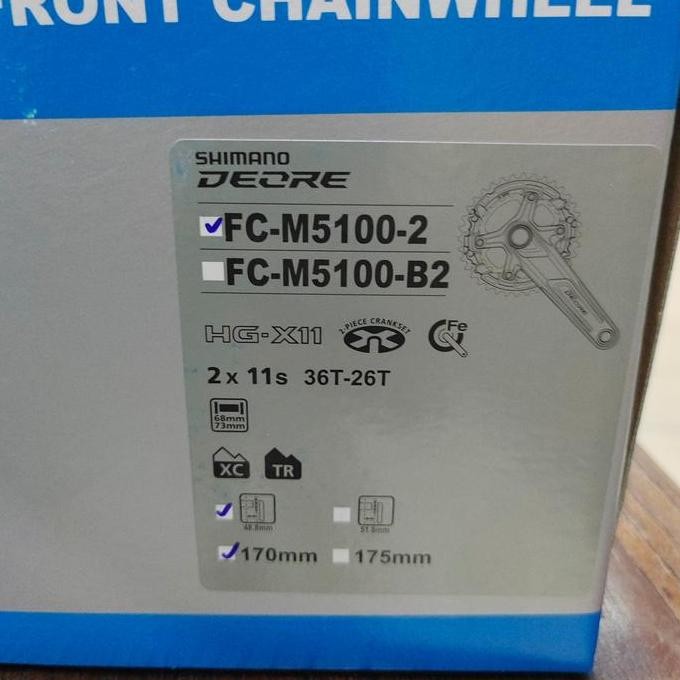 FRONT CHAINWHEEL
SHIMANO
DEORE
FC-M5100-2
FC-M5100-B2
DEORE
HG-X11
2-PIECE CRANKSET
Fe
2 x 11s 36T-26T
68mm
73mm
XC TR
48.8mm 51.8mm
170mm 175mm